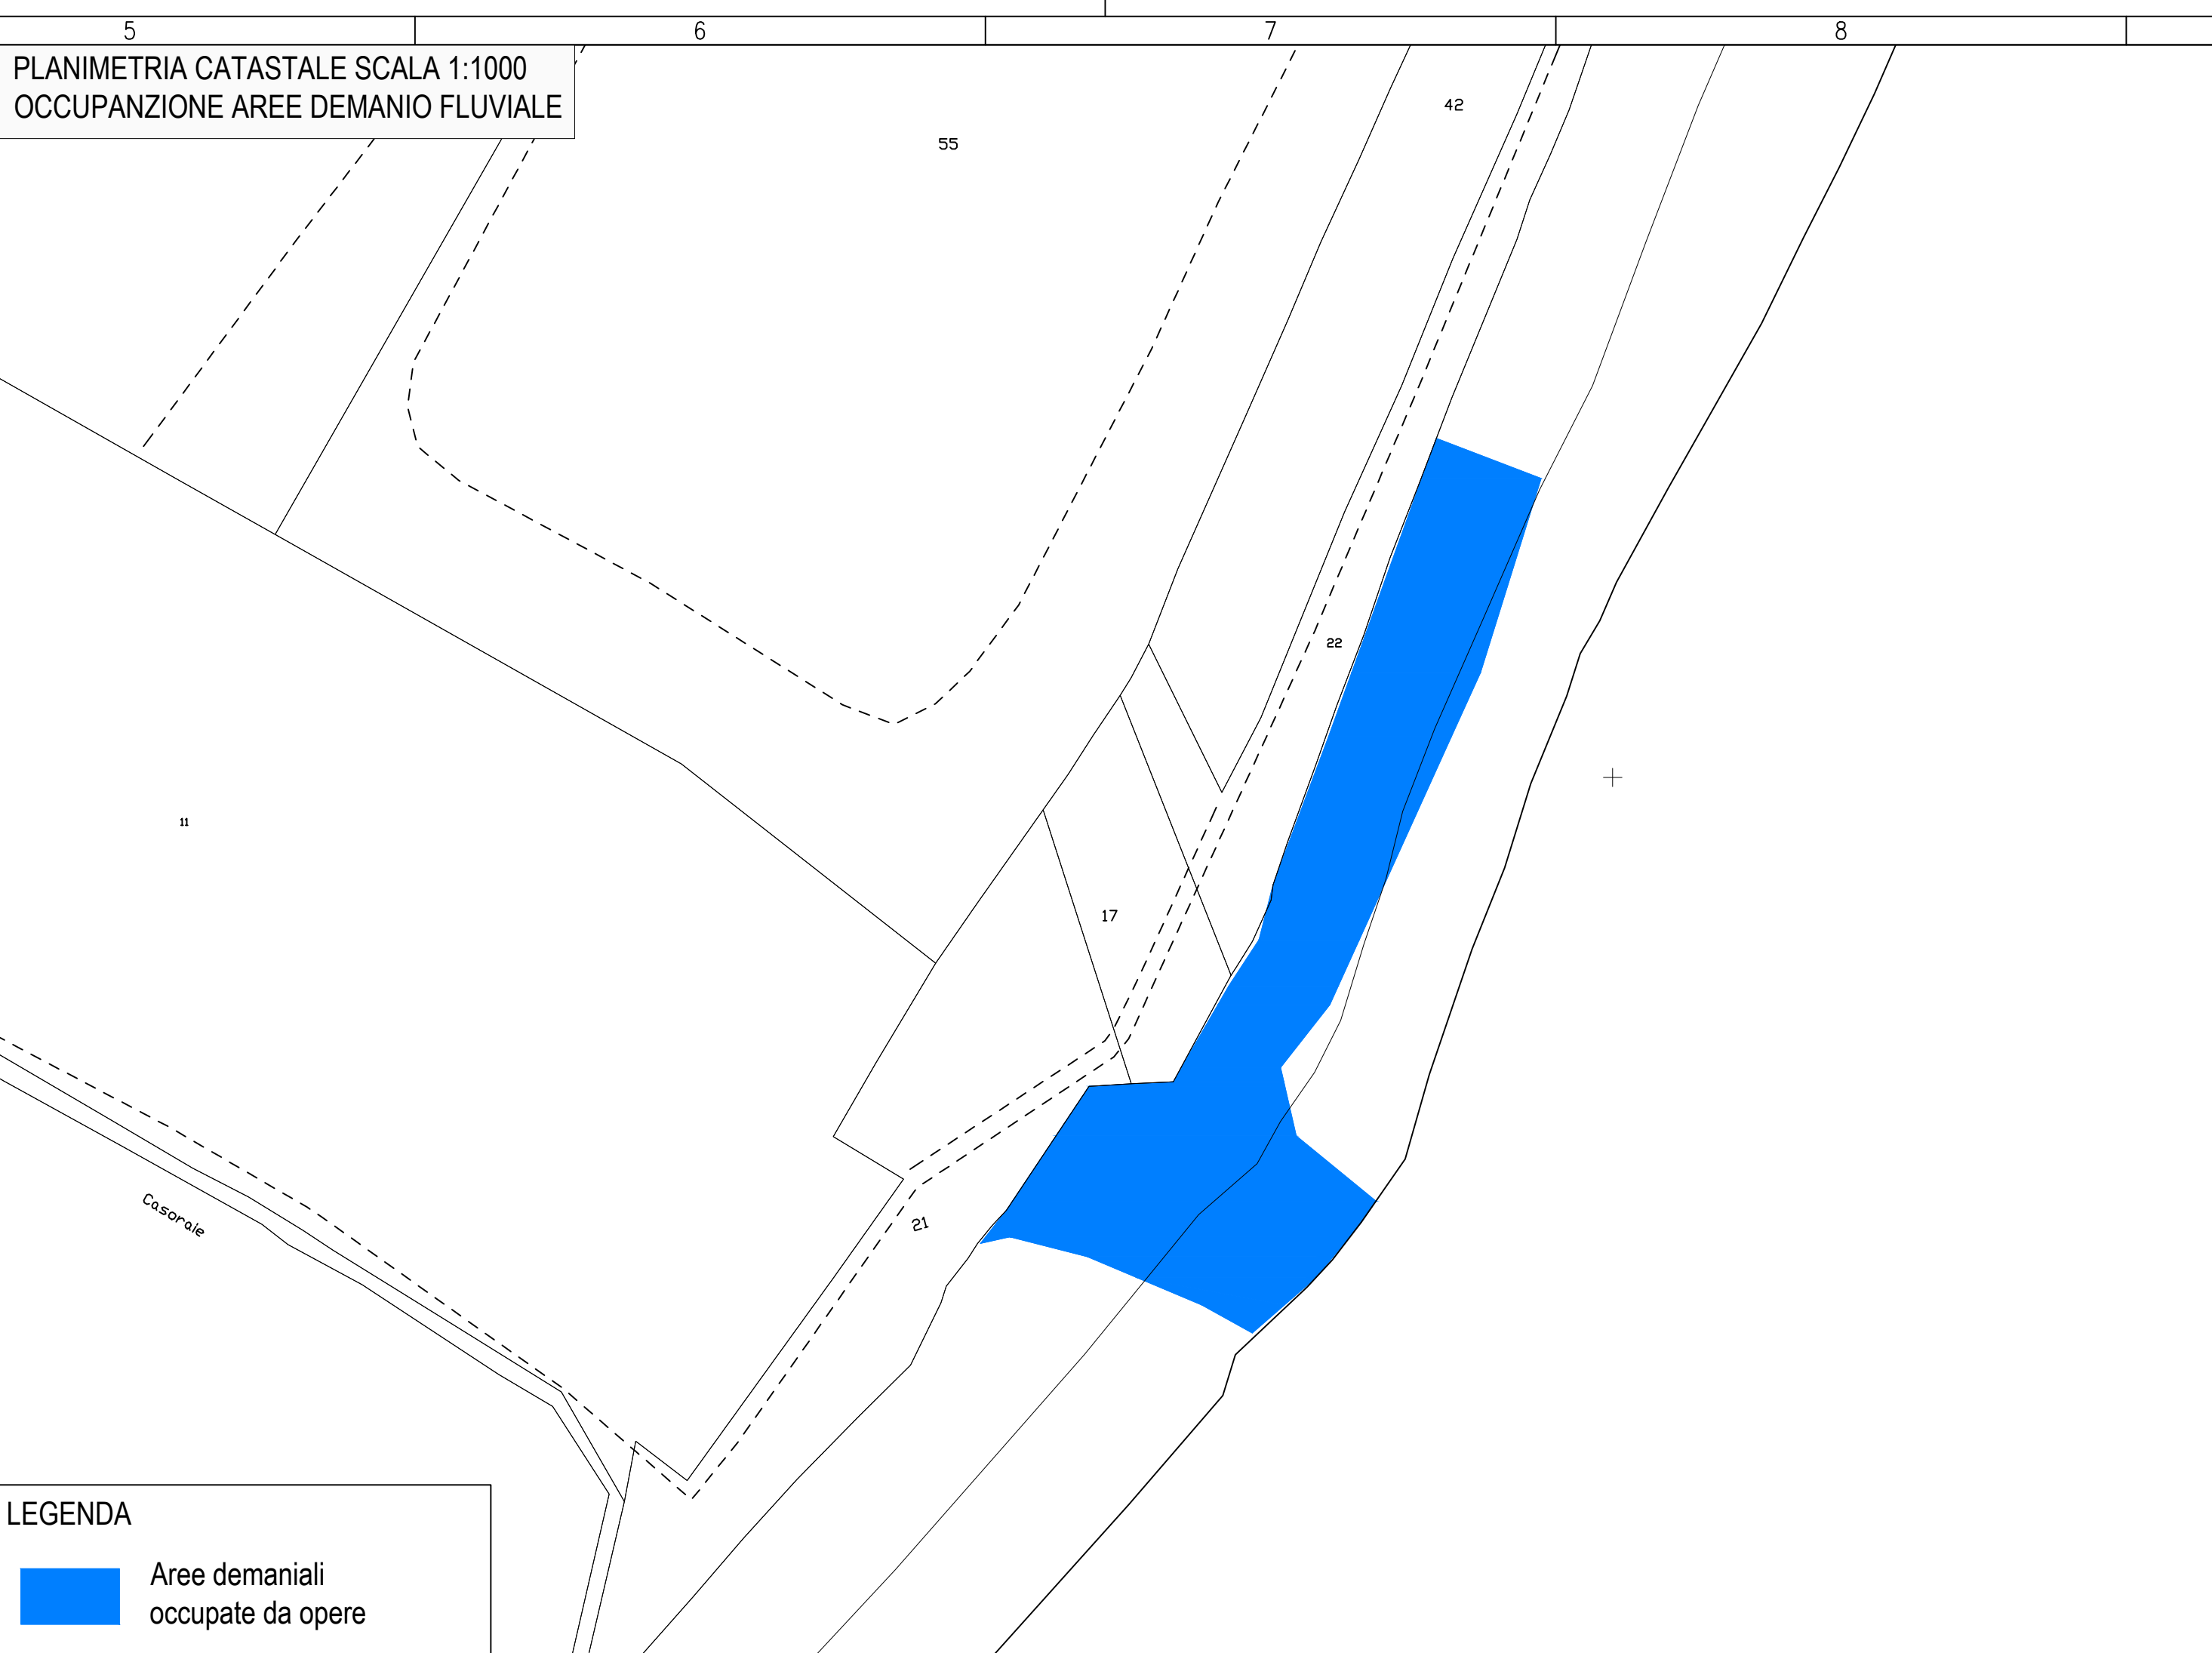 5 6 7 8
PLANIMETRIA CATASTALE SCALA 1:1000
OCCUPANZIONE AREE DEMANIO FLUVIALE
42
55
22
11
17
Casoraie
21
LEGENDA
Aree demaniali
occupate da opere